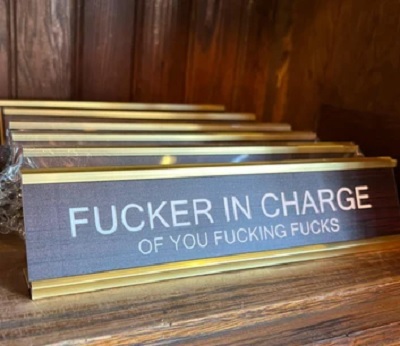 FUCKER IN CHARGE
OF YOU FUCKING FUCKS